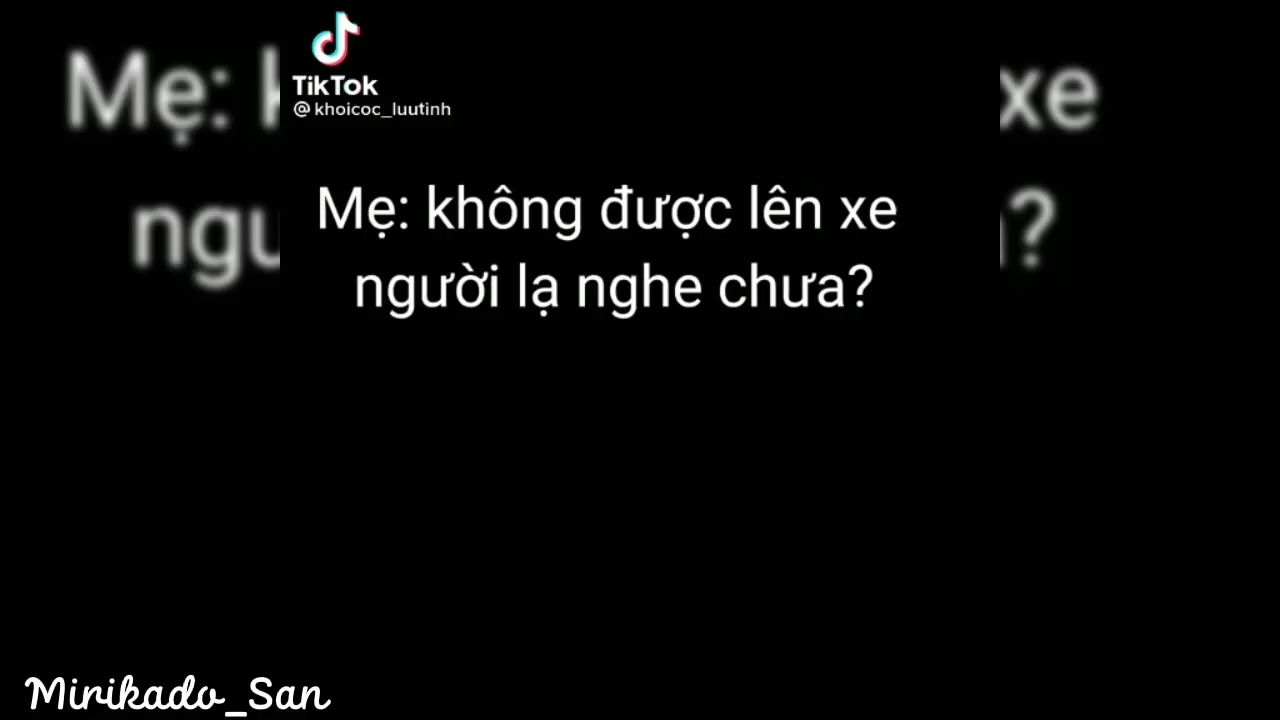 TikTok
@khoicoc_luutinh
Mẹ: không được lên xe
người lạ nghe chưa?
Mirikado_San